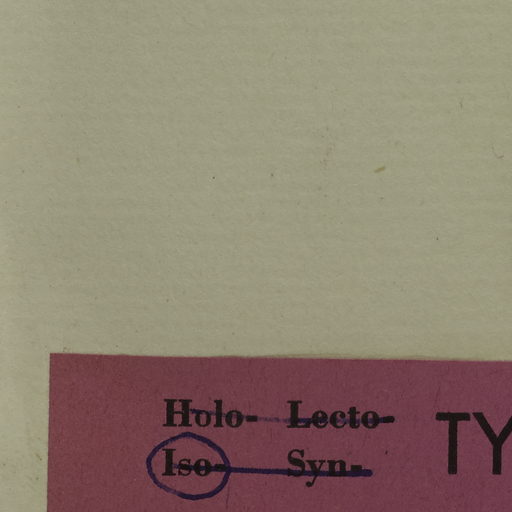 Holo- Lecto-
Iso- Syn-
TY